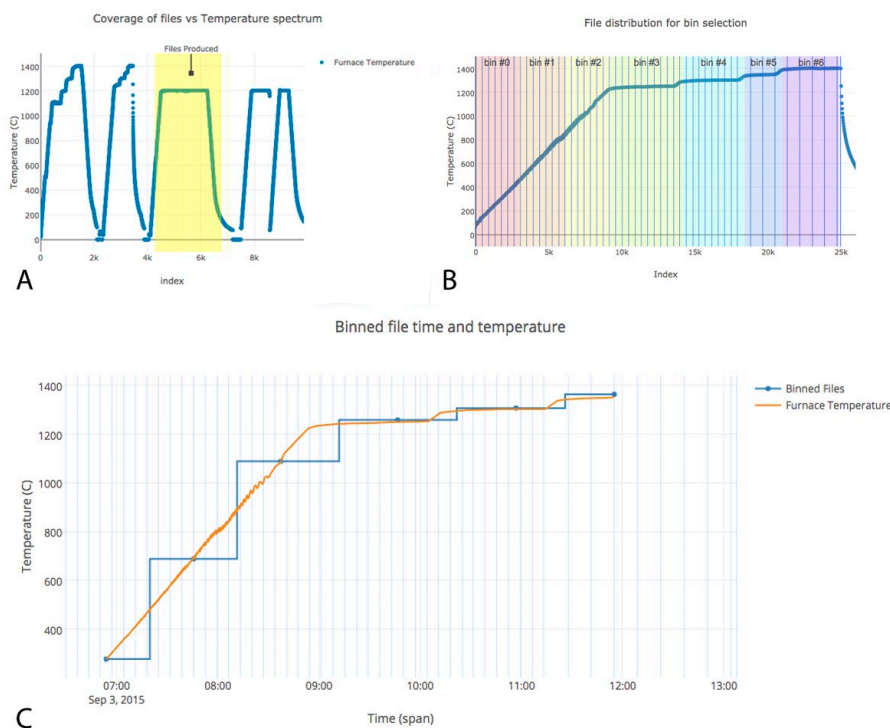 Coverage of files vs Temperature spectrum
Files Produced
Furnace Temperature
1400
1200
1000
800
600
400
200
0
Temperature (C)
0 2k 4k 6k 8k
index
A
File distribution for bin selection
bin #0 bin #1 bin #2 bin #3 bin #4 bin #5 bin #6
1400
1200
1000
800
600
400
200
0
Temperature (C)
0 5k 10k 15k 20k 25k
Index
B
Binned file time and temperature
Binned Files
Furnace Temperature
1400
1200
1000
800
600
400
Temperature (C)
07:00 08:00 09:00 10:00 11:00 12:00 13:00
Sep 3, 2015
Time (span)
C